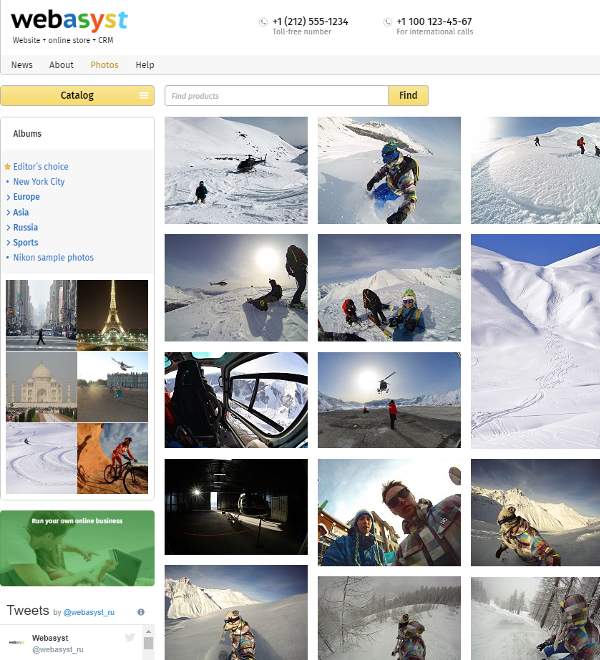 webasyst
Website • online store • CRM
+1 (212) 555-1234
Toll-free number
+1 100 123-45-67
For international calls
News About Photos Help
Catalog
Find products
Find
Albums
Editor's choice
New York City
Europe
Asia
Russia
Sports
Nikon sample photos
Run your own online business
Tweets by @webasyst_ru
webasyst
Webasyst
@webasyst_ru